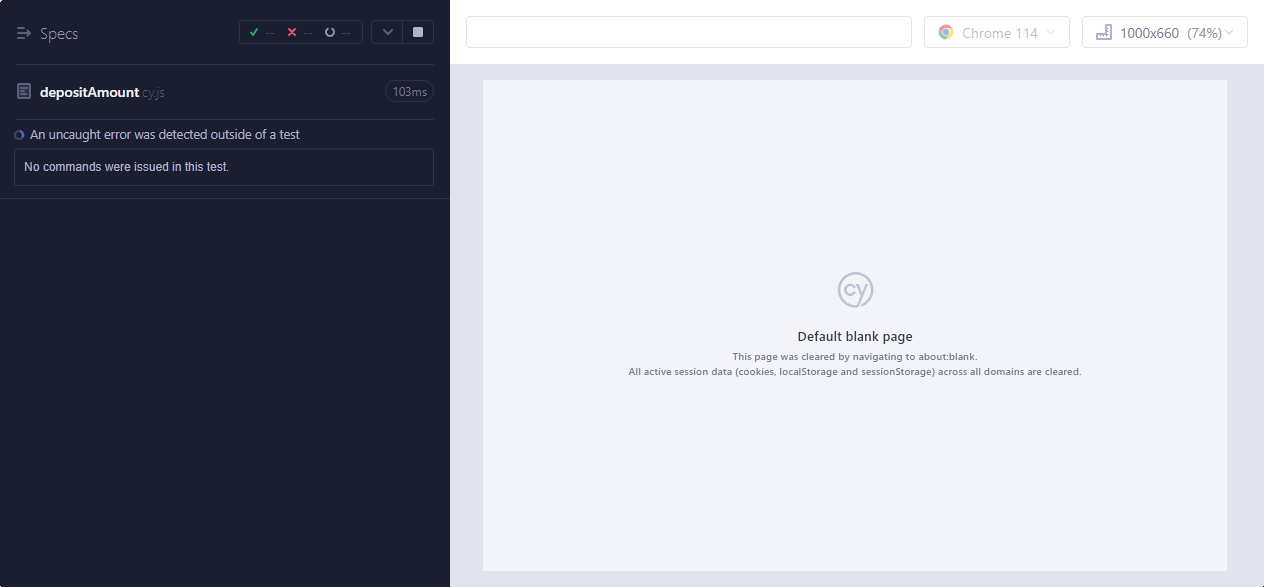 Specs
-- -- --
depositAmount.cy.js
103ms
An uncaught error was detected outside of a test
No commands were issued in this test.
Chrome 114
1000x660 (74%)
cy
Default blank page
This page was cleared by navigating to about:blank.
All active session data (cookies, localStorage and sessionStorage) across all domains are cleared.